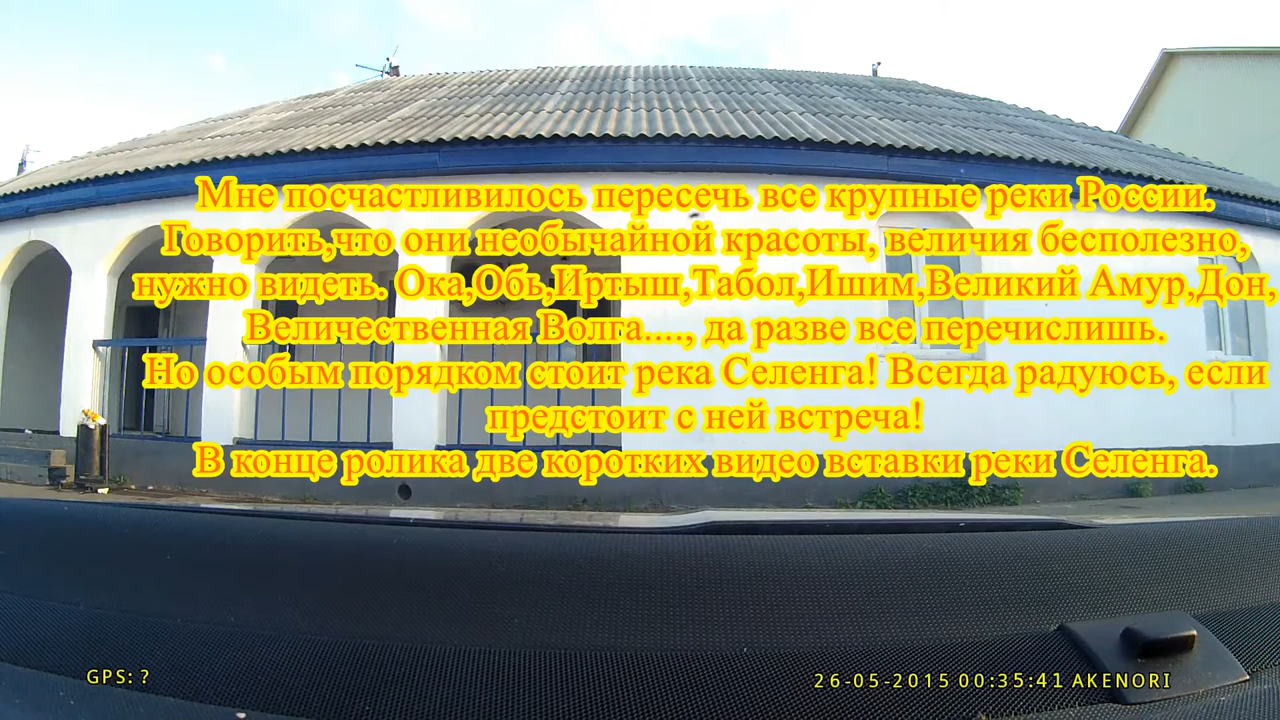 Мне посчастливилось пересечь все крупные реки России.
Говорить,что они необычайной красоты, величия бесполезно,
нужно видеть. Ока,Обь,Иртыш,Табол,Ишим,Великий Амур,Дон,
Величественная Волга...., да разве все перечислишь.
Но особым порядком стоит река Селенга! Всегда радуюсь, если
предстоит с ней встреча!
В конце ролика две коротких видео вставки реки Селенга.
GPS: ?
26-05-2015 00:35:41 AKENORI